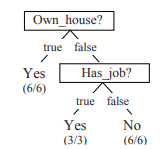 Own_house?
true false
Yes Has_job?
(6/6)
true false
Yes No
(3/3) (6/6)